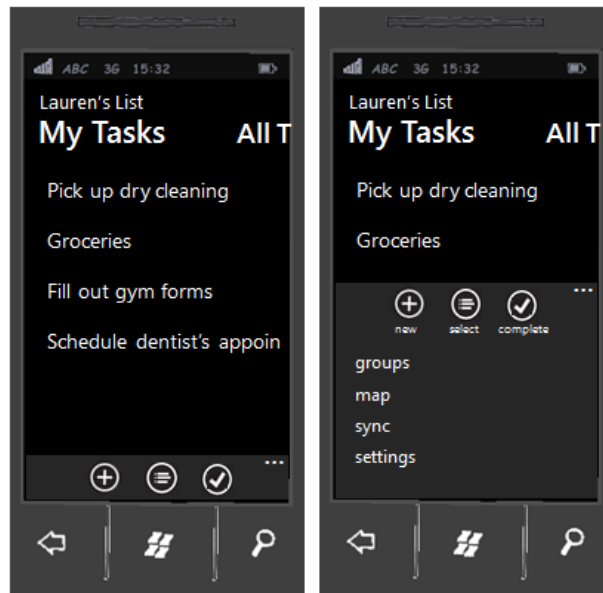 ABC 3G 15:32
Lauren's List
My Tasks All T
Pick up dry cleaning
Groceries
Fill out gym forms
Schedule dentist's appoin
...
ABC 3G 15:32
Lauren's List
My Tasks All T
Pick up dry cleaning
Groceries
...
new select complete
groups
map
sync
settings